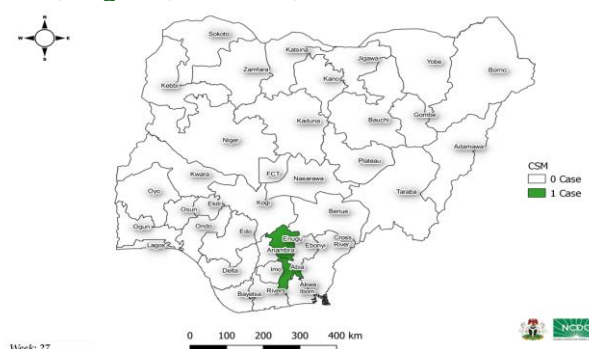 N
W E
S
Sokoto
Katsina
Jigawa
Yobe
Borno
Zamfara
Kano
Kebbi
Gombe
Kaduna
Bauchi
Niger
Adamawa
Plateau
FCT
Nasarawa
Kwara
Taraba
Oyo
Kogi
Osun
Ekiti
Benue
Ogun
Ondo
Edo
Enugu
Cross
River
Lagos
Anambra
Ebonyi
Delta
Imo
Abia
Bayelsa
Rivers
Akwa
Ibom
CSM
0 Case
1 Case
Week: 27
0 100 200 300 400 km
NCDC